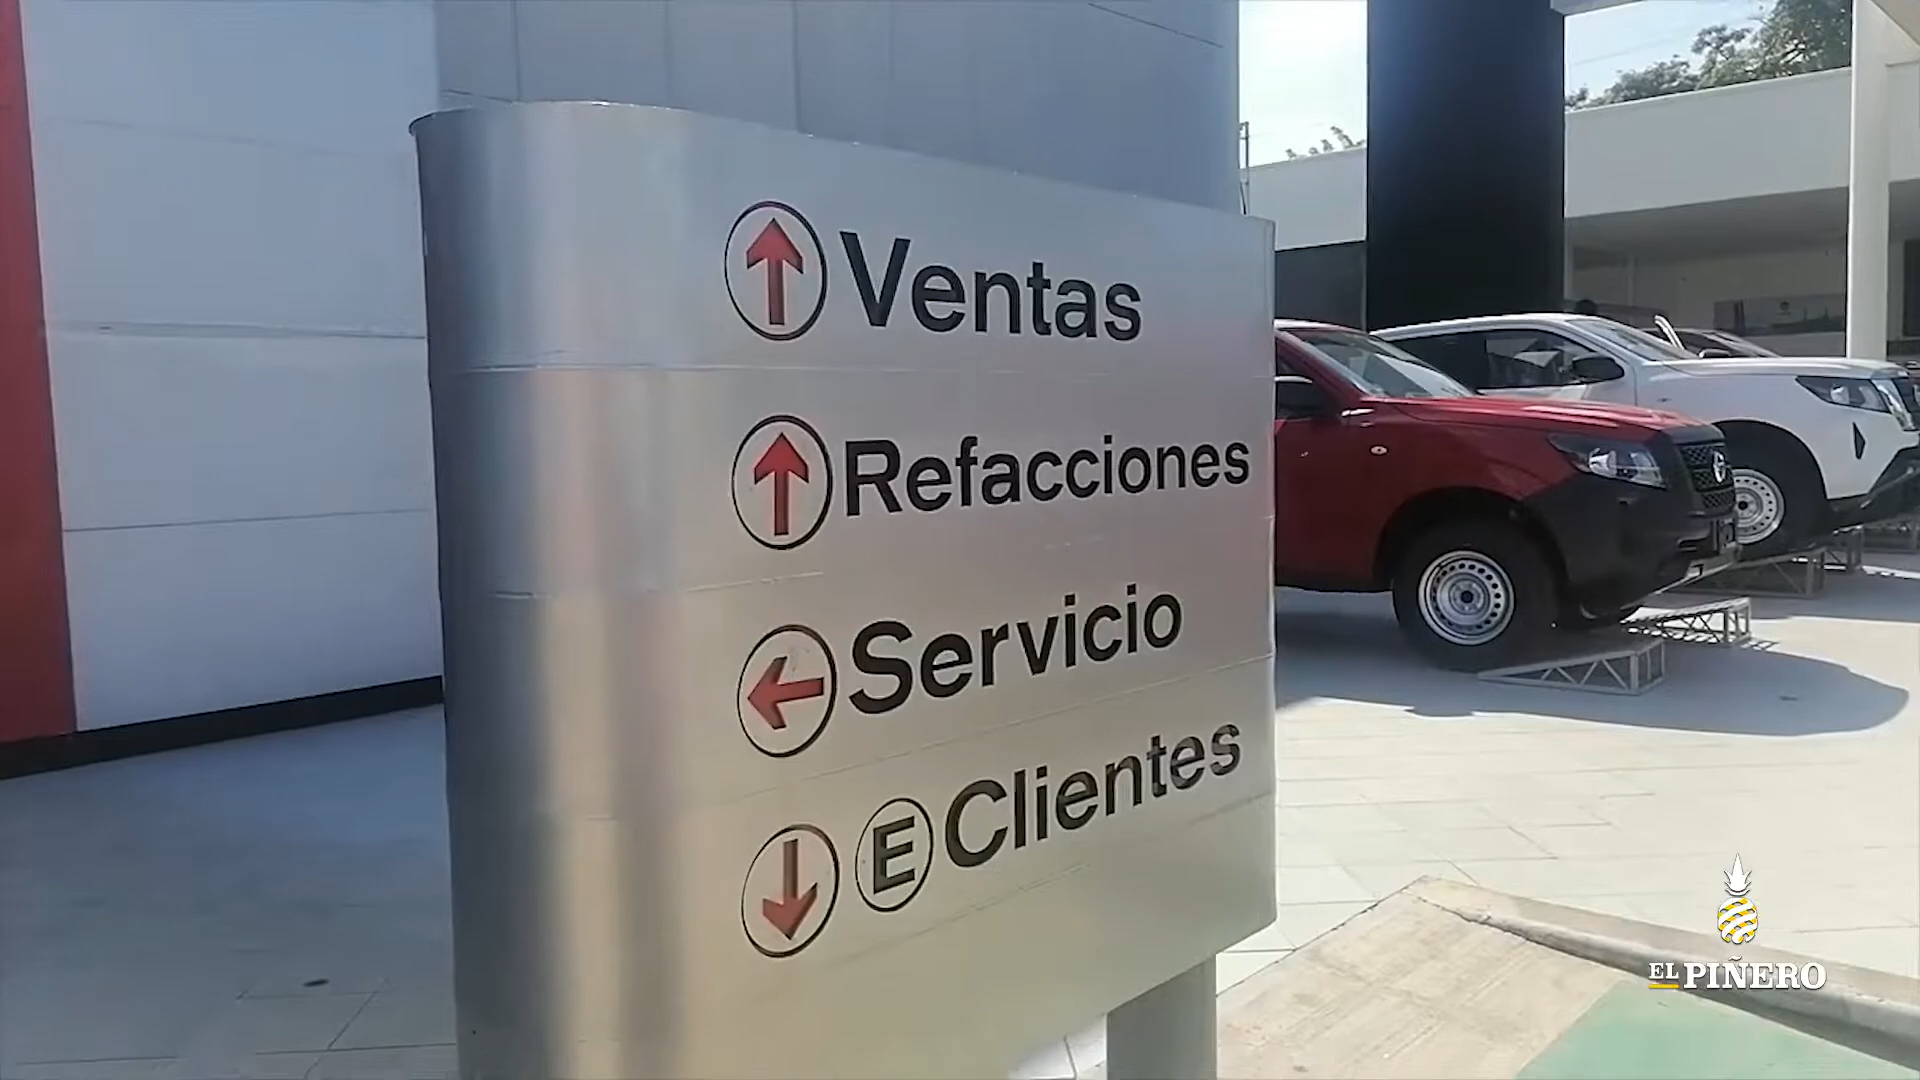 Ventas
Refacciones
Servicio
E Clientes
EL PIÑERO